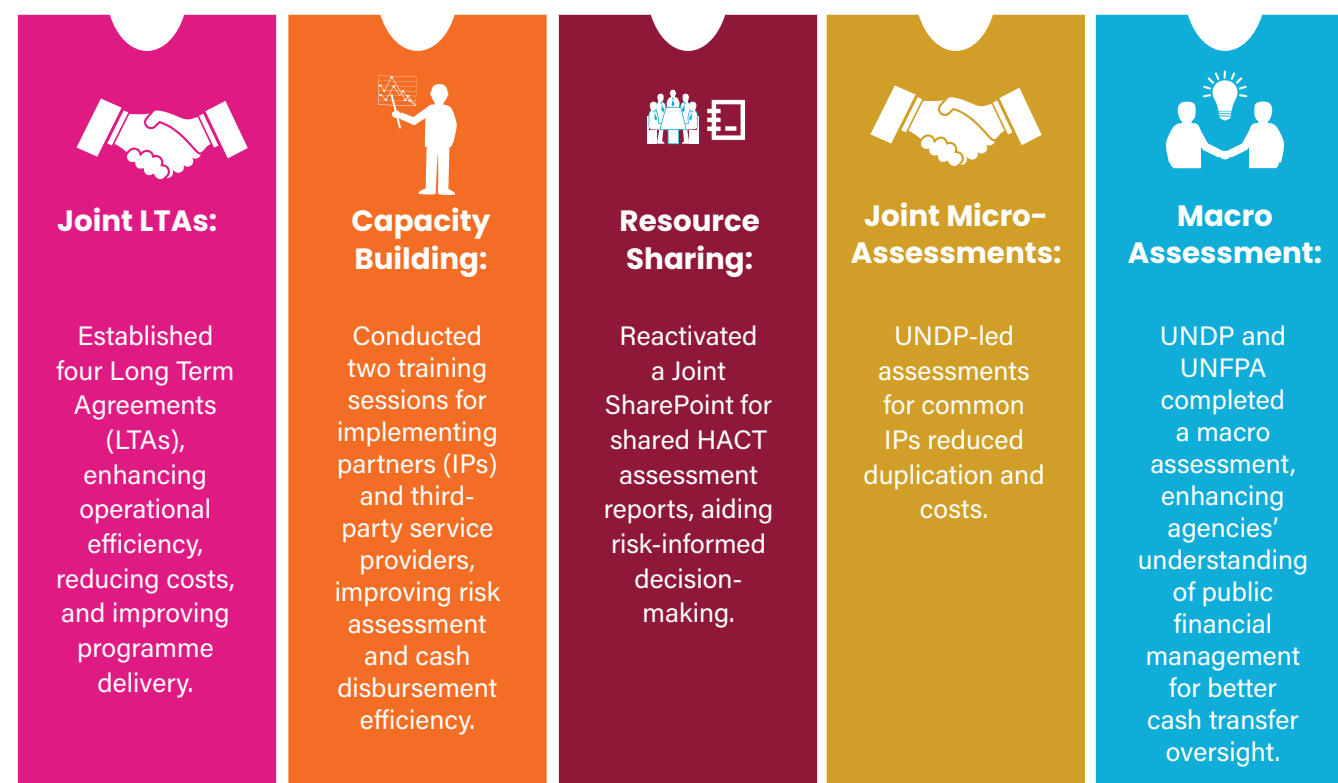 Joint LTAs:
Established
four Long Term
Agreements
(LTAs),
enhancing
operational
efficiency,
reducing costs,
and improving
programme
delivery.
Capacity
Building:
Conducted
two training
sessions for
implementing
partners (IPs)
and third-
party service
providers,
improving risk
assessment
and cash
disbursement
efficiency.
Resource
Sharing:
Reactivated
a Joint
SharePoint for
shared HACT
assessment
reports, aiding
risk-informed
decision-
making.
Joint Micro-
Assessments:
UNDP-led
assessments
for common
IPs reduced
duplication and
costs.
Macro
Assessment:
UNDP and
UNFPA
completed
a macro
assessment,
enhancing
agencies’
understanding
of public
financial
management
for better
cash transfer
oversight.